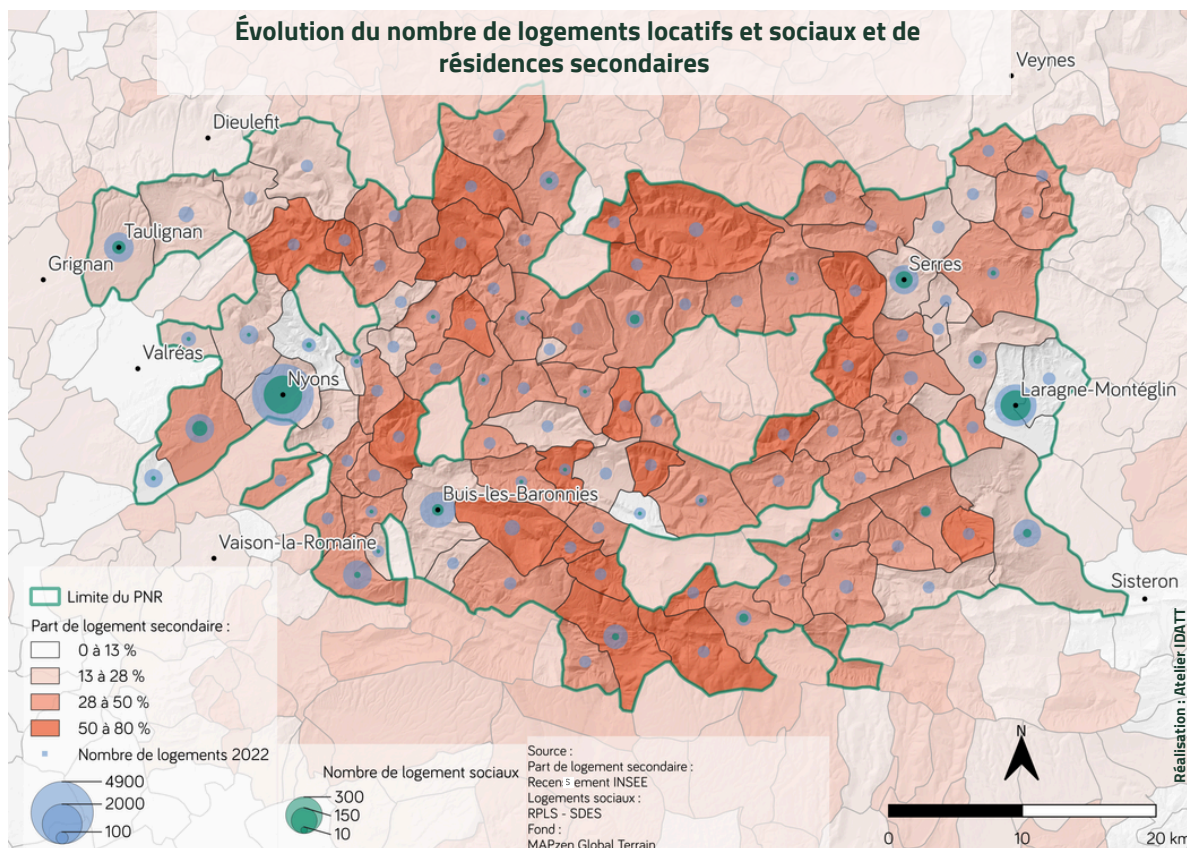 Évolution du nombre de logements locatifs et sociaux et de
résidences secondaires
Veynes
Dieulefit
Taulignan
Grignan
Serres
Valréas
Nyons
Laragne-Montéglin
Buis-les-Baronnies
Vaison-la-Romaine
Sisteron
Limite du PNR
Part de logement secondaire :
0 à 13 %
13 à 28 %
28 à 50 %
50 à 80 %
Nombre de logements 2022
4900
2000
100
Nombre de logement sociaux
300
150
10
Source :
Part de logement secondaire :
Recensement INSEE
Logements sociaux :
RPLS - SDES
Fond :
MAPzen Global Terrain
N
0 10 20 km
Réalisation : Atelier IDATT